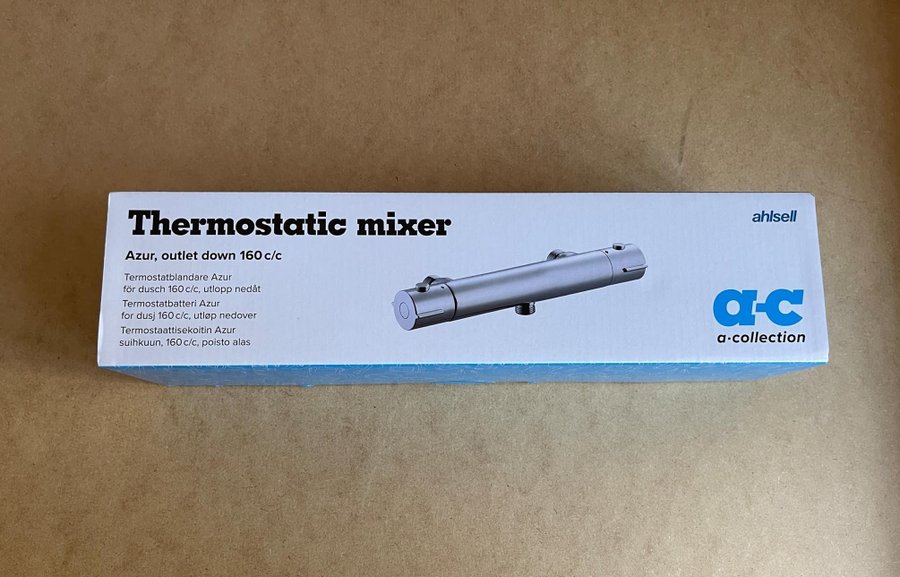 Thermostatic mixer
Azur, outlet down 160 c/c
Termostatblandare Azur
för dusch 160 c/c, utlopp nedåt
Termostatbatteri Azur
for dusj 160 c/c, utløp nedover
Termostaattisekoitin Azur
suihkuun, 160 c/c, poisto alas
ahlsell
a-c
a•collection